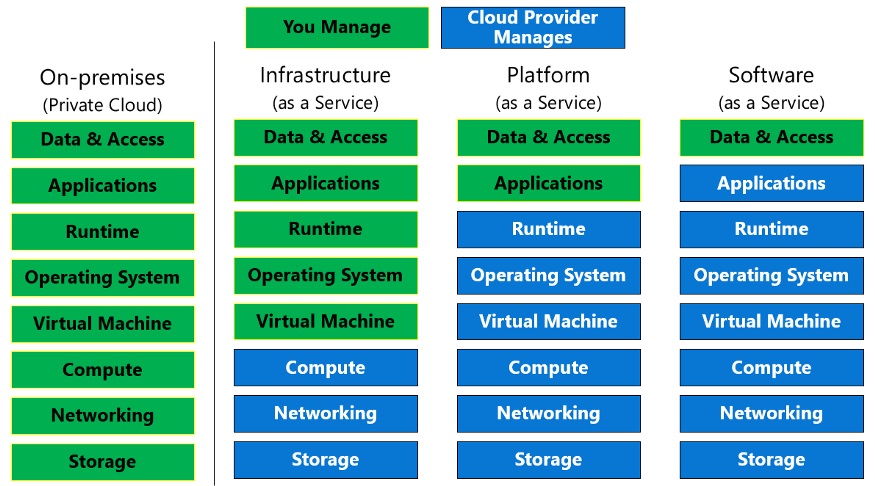 You Manage
Cloud Provider
Manages
On-premises
(Private Cloud)
Data & Access
Applications
Runtime
Operating System
Virtual Machine
Compute
Networking
Storage
Infrastructure
(as a Service)
Data & Access
Applications
Runtime
Operating System
Virtual Machine
Compute
Networking
Storage
Platform
(as a Service)
Data & Access
Applications
Runtime
Operating System
Virtual Machine
Compute
Networking
Storage
Software
(as a Service)
Data & Access
Applications
Runtime
Operating System
Virtual Machine
Compute
Networking
Storage